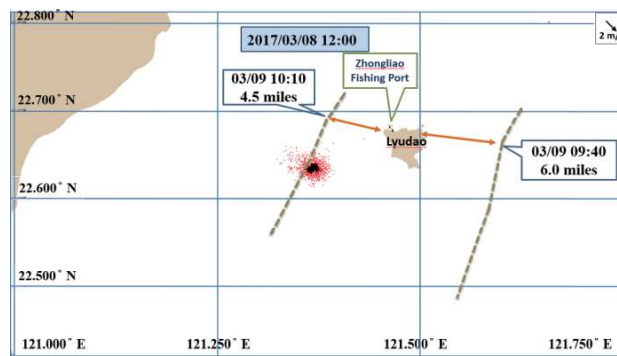 22.800° N
2017/03/08 12:00
2 m/
Zhongliao
Fishing Port
03/09 10:10
4.5 miles
22.700° N
Lyudao
03/09 09:40
6.0 miles
22.600° N
22.500° N
121.000° E
121.250° E
121.500° E
121.750° E